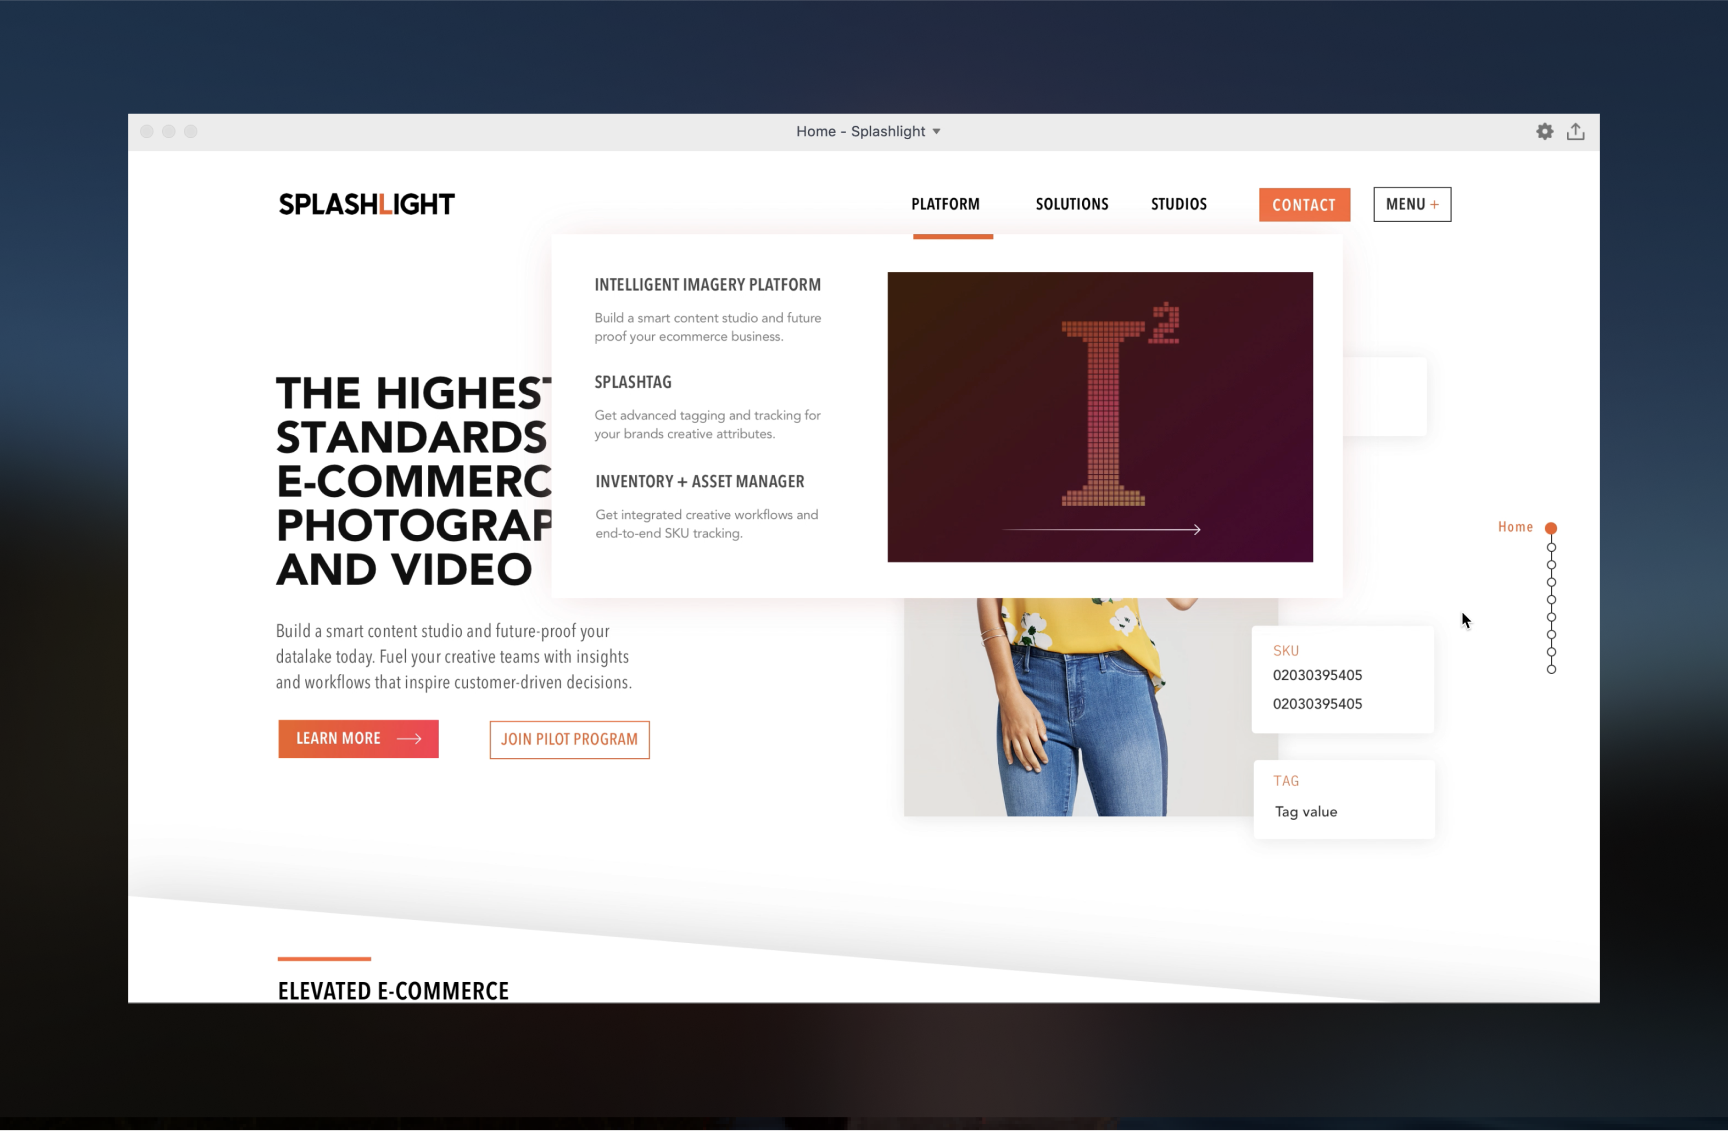 Home - Splashlight
SPLASHLIGHT
PLATFORM
SOLUTIONS
STUDIOS
CONTACT
MENU +
INTELLIGENT IMAGERY PLATFORM
Build a smart content studio and future
proof your ecommerce business.
SPLASHTAG
Get advanced tagging and tracking for
your brands creative attributes.
INVENTORY + ASSET MANAGER
Get integrated creative workflows and
end-to-end SKU tracking.
I²
THE HIGHEST
STANDARDS
E-COMMERC
PHOTOGRAP
AND VIDEO
Build a smart content studio and future-proof your
datalake today. Fuel your creative teams with insights
and workflows that inspire customer-driven decisions.
LEARN MORE
JOIN PILOT PROGRAM
Home
SKU
02030395405
02030395405
TAG
Tag value
ELEVATED E-COMMERCE